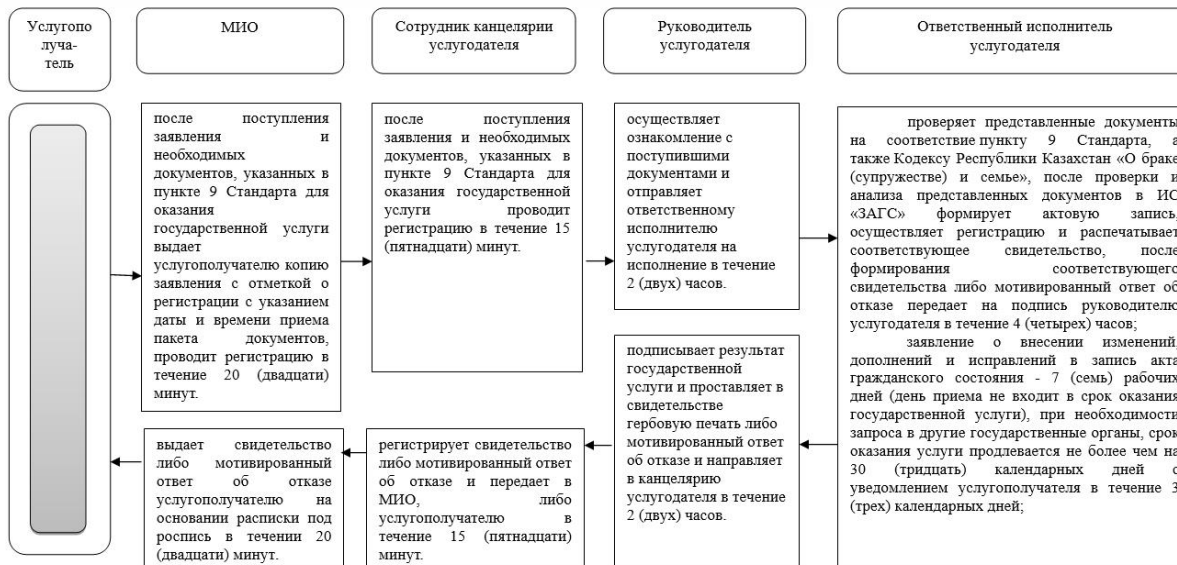 Услугопо
луча-
тель
МИО
Сотрудник канцелярии
услугодателя
Руководитель
услугодателя
Ответственный исполнитель
услугодателя
после поступления
заявления и
необходимых
документов, указанных в
пункте 9 Стандарта для
оказания
государственной услуги
выдает
услугополучателю копию
заявления с отметкой о
регистрации с указанием
даты и времени приема
пакета документов,
проводит регистрацию в
течение 20 (двадцати)
минут.
после поступления
заявления и необходимых
документов, указанных в
пункте 9 Стандарта для
оказания государственной
услуги проводит
регистрацию в течение 15
(пятнадцати) минут.
осуществляет
ознакомление с
поступившими
документами и
отправляет
ответственному
исполнителю
услугодателя на
исполнение в течение
2 (двух) часов.
проверяет представленные документы
на соответствие пункту 9 Стандарта, а
также Кодексу Республики Казахстан «О браке
(супружестве) и семье», после проверки и
анализа представленных документов в ИС
«ЗАГС» формирует актовую запись,
осуществляет регистрацию и распечатывает
соответствующее свидетельство, после
формирования соответствующего
свидетельства либо мотивированный ответ об
отказе передает на подпись руководителю
услугодателя в течение 4 (четырех) часов;
заявление о внесении изменений,
дополнений и исправлений в запись акта
гражданского состояния - 7 (семь) рабочих
дней (день приема не входит в срок оказания
государственной услуги), при необходимости
запроса в другие государственные органы, срок
оказания услуги продлевается не более чем на
30 (тридцать) календарных дней с
уведомлением услугополучателя в течение 3
(трех) календарных дней;
подписывает результат
государственной
услуги и проставляет в
свидетельстве
гербовую печать либо
мотивированный ответ
об отказе и направляет
в канцелярию
услугодателя в течение
2 (двух) часов.
регистрирует свидетельство
либо мотивированный ответ
об отказе и передает в
МИО, либо
услугополучателю в
течение 15 (пятнадцати)
минут.
выдает свидетельство
либо мотивированный
ответ об отказе
услугополучателю на
основании расписки под
роспись в течении 20
(двадцати) минут.